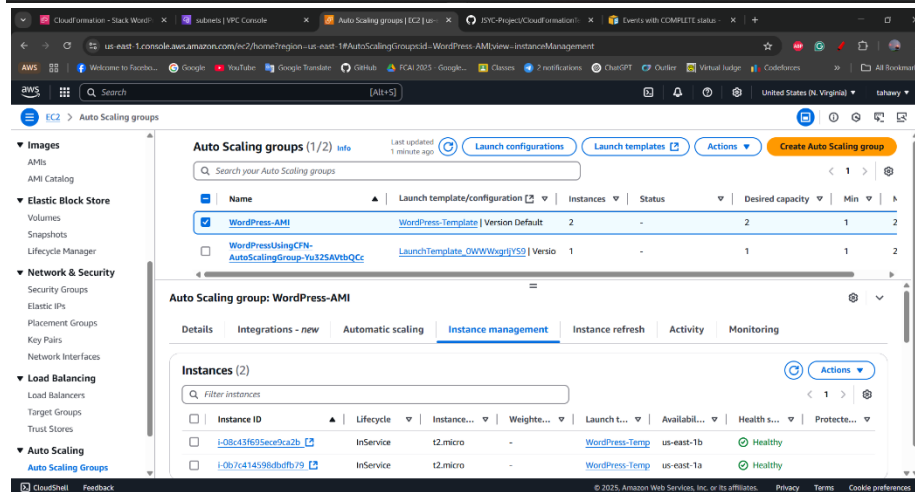 CloudFormation - Stack WordP
subnets | VPC Console
Auto Scaling groups | EC2 | us-e
JSYC-Project/CloudFormationTe
Events with COMPLETE status -
us-east-1.console.aws.amazon.com/ec2/home?region=us-east-1#AutoScalingGroups:id=WordPress-AMI;view=instanceManagement
AWS
Welcome to Facebo...
Google
YouTube
Google Translate
GitHub
FCAI 2023 - Google...
Classes
2 notifications
ChatGPT
Outlier
Virtual Judge
Codeforces
All Bookmar
aws
Search
[Alt+S]
United States (N. Virginia)
tahawy
EC2 > Auto Scaling groups
Images
AMIs
AMI Catalog
Elastic Block Store
Volumes
Snapshots
Lifecycle Manager
Network & Security
Security Groups
Elastic IPs
Placement Groups
Key Pairs
Network Interfaces
Load Balancing
Load Balancers
Target Groups
Trust Stores
Auto Scaling
Auto Scaling Groups
Auto Scaling groups (1/2) Info
Last updated
1 minute ago
Launch configurations
Launch templates
Actions
Create Auto Scaling group
Search your Auto Scaling groups
1
Name
Launch template/configuration
Instances
Status
Desired capacity
Min
WordPress-AMI
WordPress-Template | Version Default
2
-
2
1
2
WordPressUsingCFN-
AutoScalingGroup-Yu32SAVtbQCc
LaunchTemplate_0WWWxgrIjYS9 | Versio
1
-
1
1
2
Auto Scaling group: WordPress-AMI
Details
Integrations - new
Automatic scaling
Instance management
Instance refresh
Activity
Monitoring
Instances (2)
Actions
Filter instances
1
Instance ID
Lifecycle
Instance...
Weighte...
Launch t...
Availabil...
Health s...
Protecte...
i-08c43f695ece9ca2b
InService
t2.micro
-
WordPress-Temp
us-east-1b
Healthy
i-0b7c414598dbdfb79
InService
t2.micro
-
WordPress-Temp
us-east-1a
Healthy
CloudShell
Feedback
© 2025, Amazon Web Services, Inc. or its affiliates.
Privacy
Terms
Cookie preferences